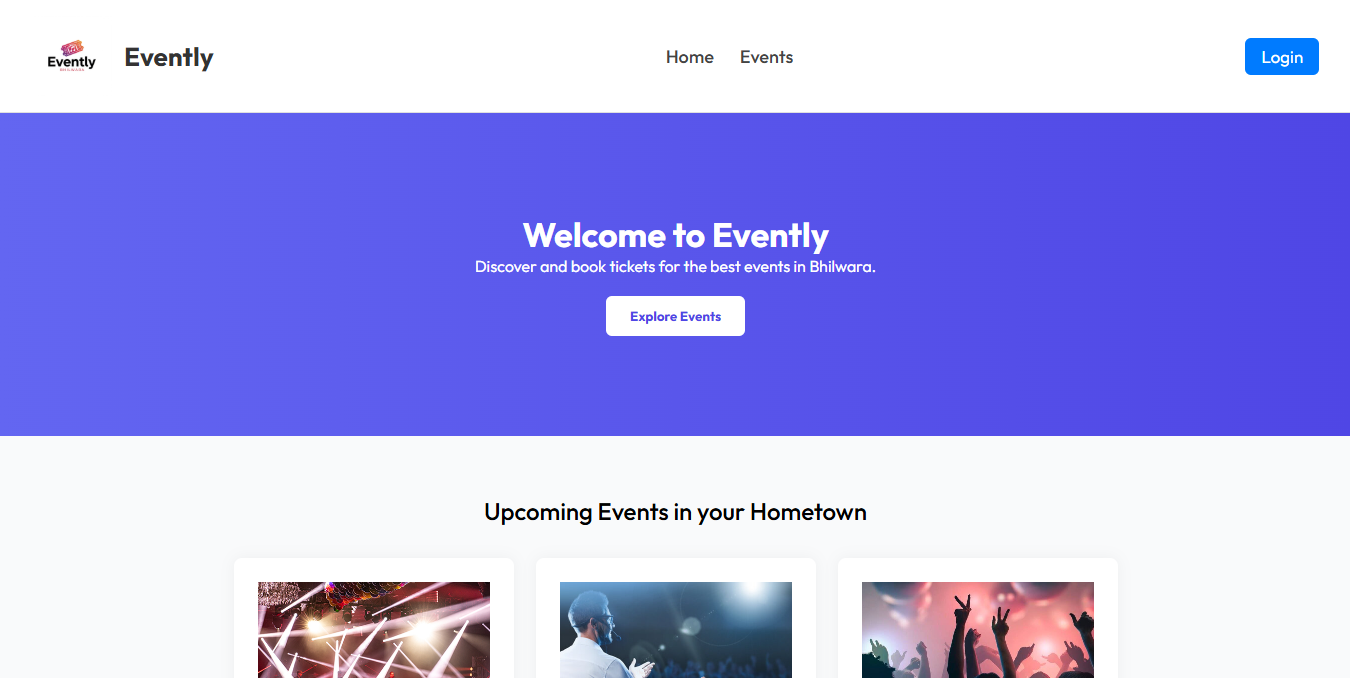 Evently
BHILWARA
Evently
Home
Events
Login
Welcome to Evently
Discover and book tickets for the best events in Bhilwara.
Explore Events
Upcoming Events in your Hometown